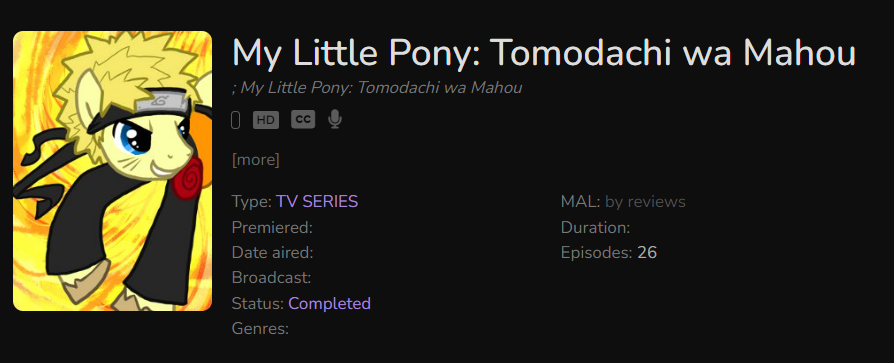 My Little Pony: Tomodachi wa Mahou
; My Little Pony: Tomodachi wa Mahou
HD CC
[more]
Type: TV SERIES
MAL: by reviews
Premiered:
Duration:
Date aired:
Episodes: 26
Broadcast:
Status: Completed
Genres: